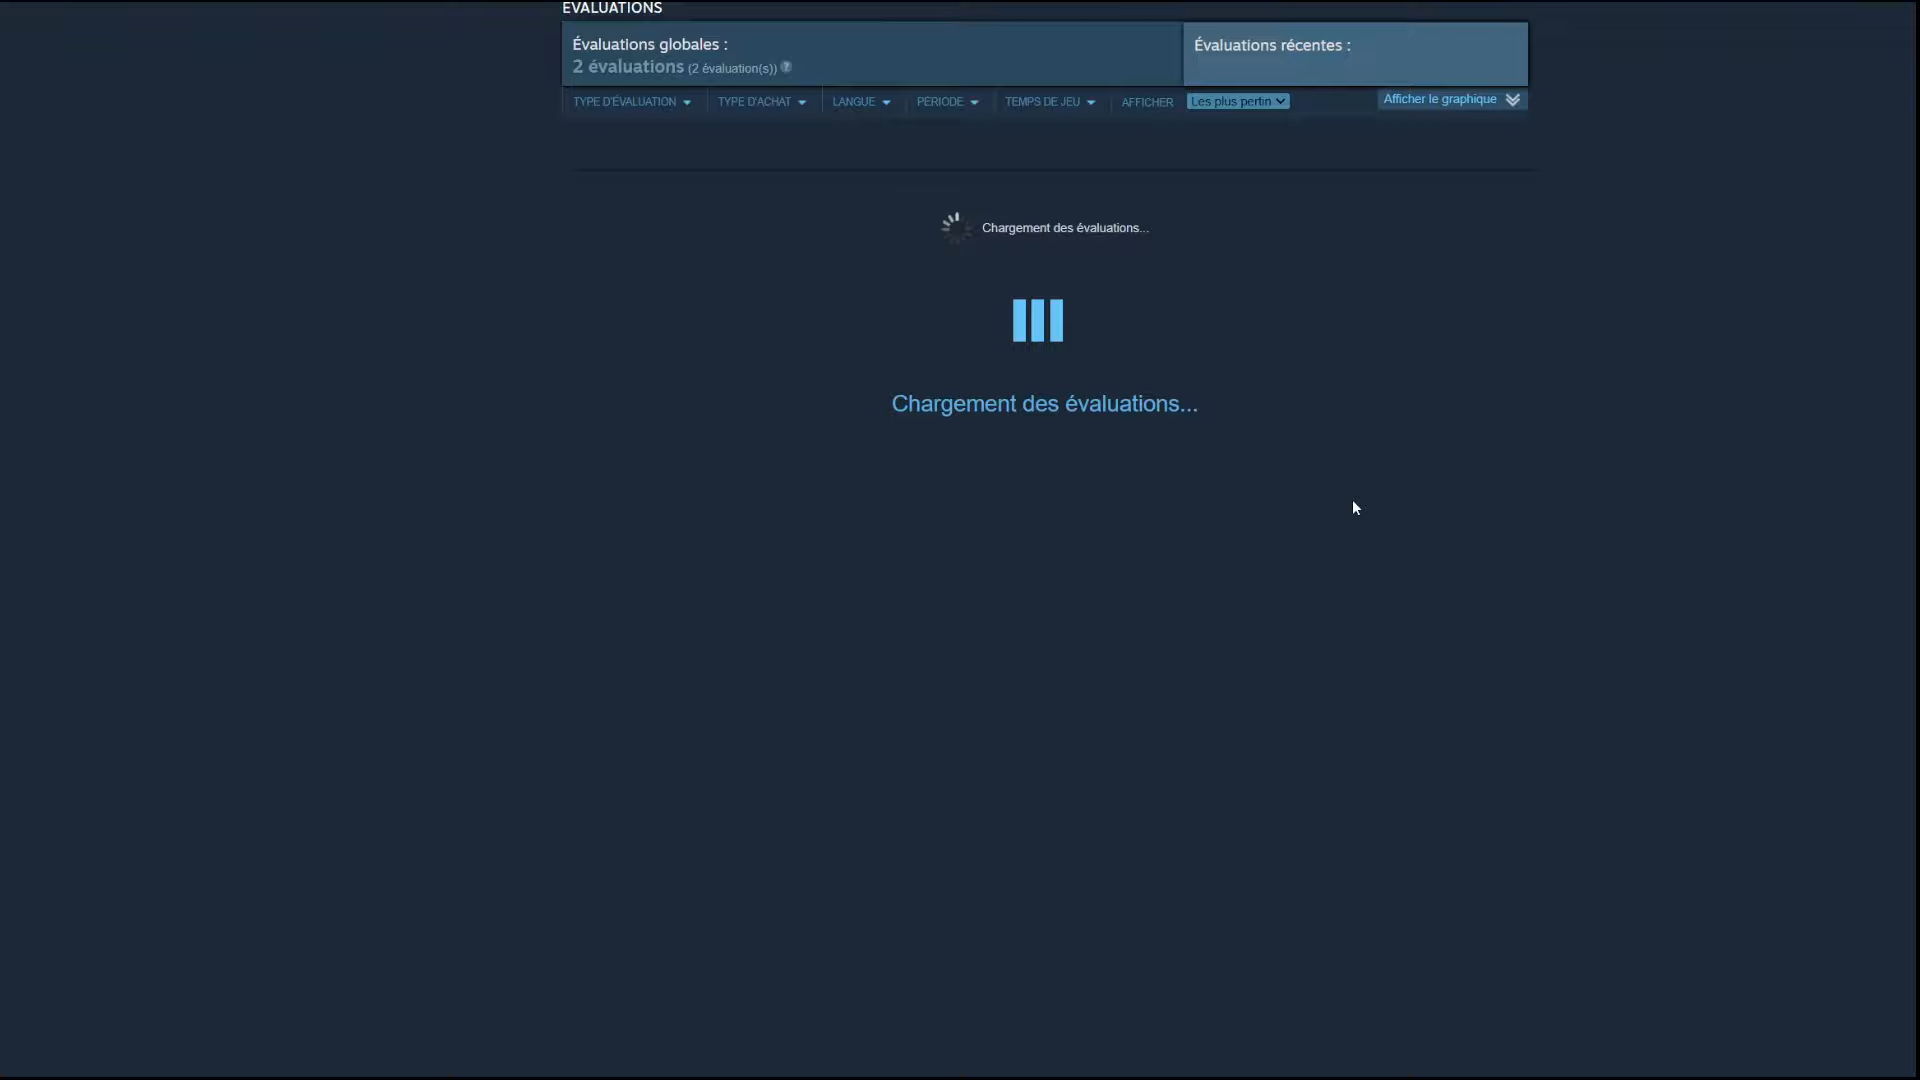 ÉVALUATIONS
Évaluations globales :
2 évaluations (2 évaluation(s)) ?
Évaluations récentes :
TYPE D'ÉVALUATION
TYPE D'ACHAT
LANGUE
PÉRIODE
TEMPS DE JEU
AFFICHER
Les plus pertin
Afficher le graphique
Chargement des évaluations...
Chargement des évaluations...